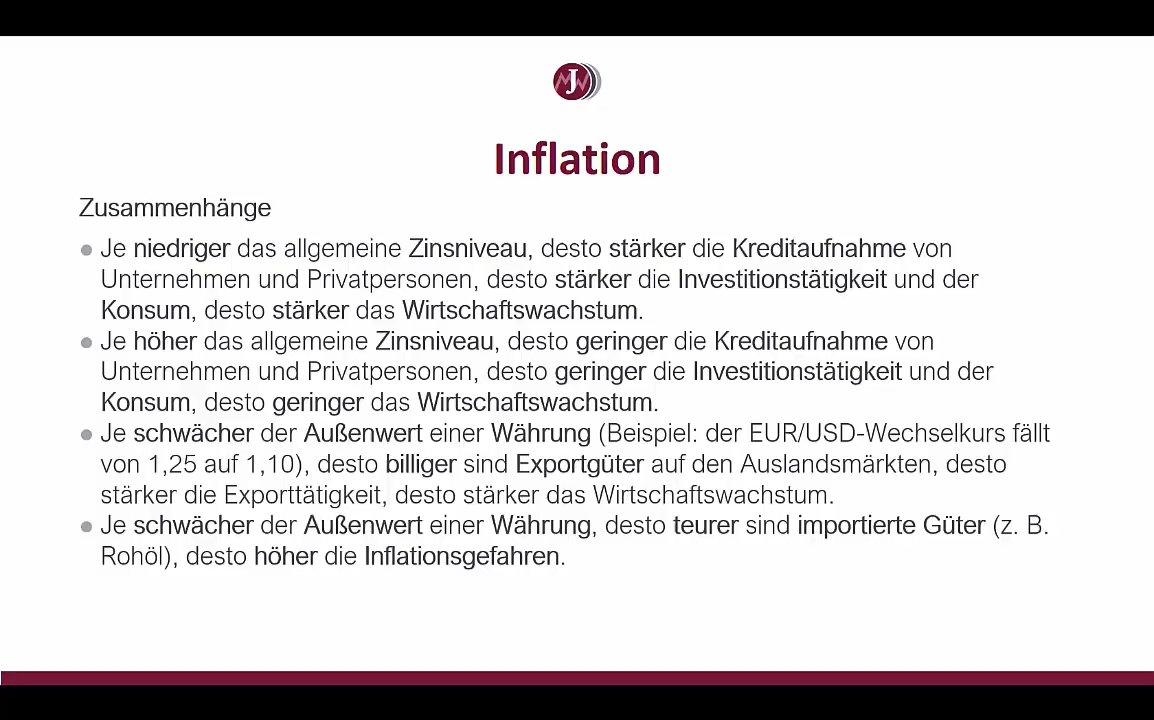 J
Inflation
Zusammenhänge
● Je niedriger das allgemeine Zinsniveau, desto stärker die Kreditaufnahme von
Unternehmen und Privatpersonen, desto stärker die Investitionstätigkeit und der
Konsum, desto stärker das Wirtschaftswachstum.
● Je höher das allgemeine Zinsniveau, desto geringer die Kreditaufnahme von
Unternehmen und Privatpersonen, desto geringer die Investitionstätigkeit und der
Konsum, desto geringer das Wirtschaftswachstum.
● Je schwächer der Außenwert einer Währung (Beispiel: der EUR/USD-Wechselkurs fällt
von 1,25 auf 1,10), desto billiger sind Exportgüter auf den Auslandsmärkten, desto
stärker die Exporttätigkeit, desto stärker das Wirtschaftswachstum.
● Je schwächer der Außenwert einer Währung, desto teurer sind importierte Güter (z. B.
Rohöl), desto höher die Inflationsgefahren.